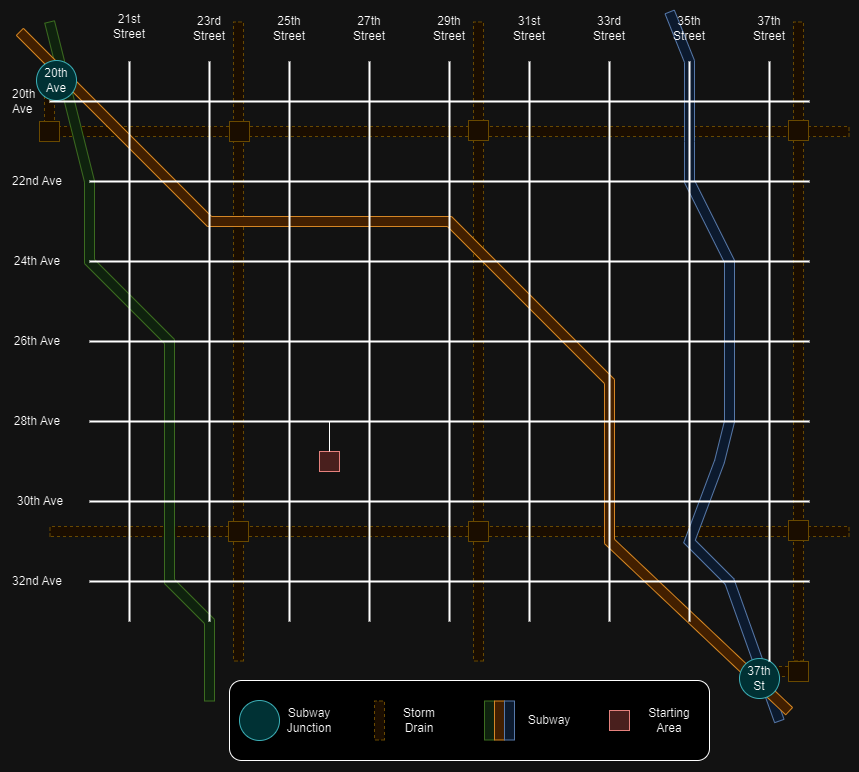 21st
Street
23rd
Street
25th
Street
27th
Street
29th
Street
31st
Street
33rd
Street
35th
Street
37th
Street
20th
Ave
20th
Ave
22nd Ave
24th Ave
26th Ave
28th Ave
30th Ave
32nd Ave
37th
St
Subway
Junction
Storm
Drain
Subway
Starting
Area